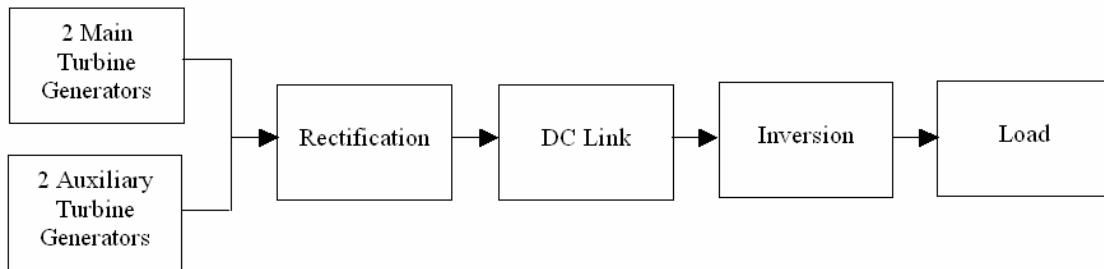 2 Main
Turbine
Generators
2 Auxiliary
Turbine
Generators
Rectification
DC Link
Inversion
Load